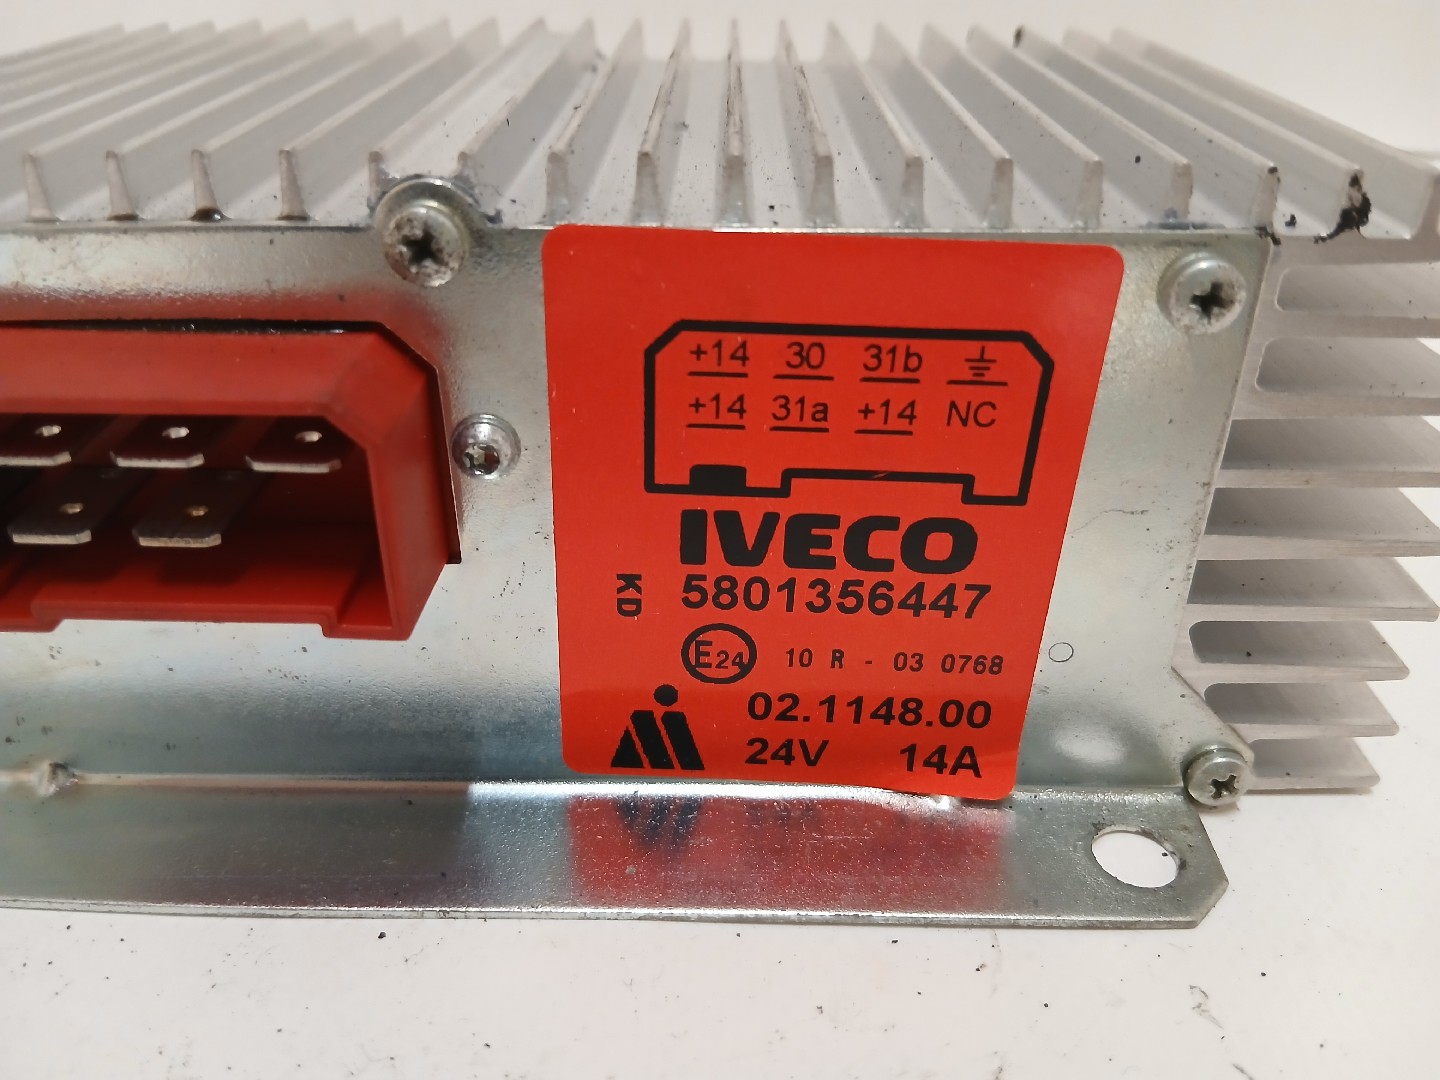 +14 30 31b
+14 31a +14 NC
IVECO
KD
5801356447
E24 10 R - 03 0768
02.1148.00
24V 14A